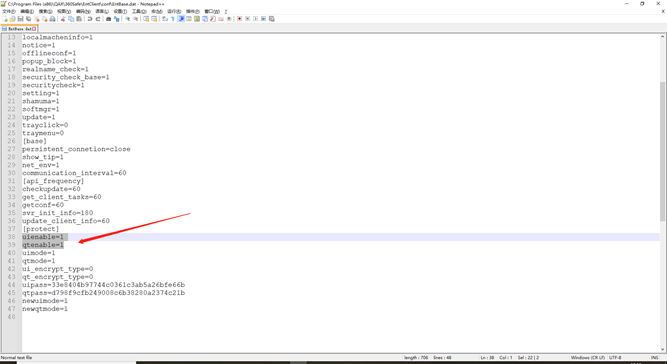 C:\Program Files (x86)\QAX\360Safe\EntClient\conf\EntBase.dat - Notepad++
文件(F) 编辑(E) 搜索(S) 视图(V) 编码(N) 语言(L) 设置(T) 工具(O) 宏(M) 运行(R) 插件(P) 窗口(W) ?
EntBase.dat
13 localmacheninfo=1
14 notice=1
15 offlineconf=1
16 popup_block=1
17 realname_check=1
18 security_check_base=1
19 securitycheck=1
20 setting=1
21 shamuma=1
22 softmgr=1
23 update=1
24 trayclick=0
25 traymenu=0
26 [base]
27 persistent_connetion=close
28 show_tip=1
29 net_env=1
30 communication_interval=60
31 [api_frequency]
32 checkupdate=60
33 get_client_tasks=60
34 getconf=60
35 svr_init_info=180
36 update_client_info=60
37 [protect]
38 uienable=1
39 qtenable=1
40 uimode=1
41 qtmode=1
42 ui_encrypt_type=0
43 qt_encrypt_type=0
44 uipass=33e8404b97744c0361c3ab5a26bfe66b
45 qtpass=d798f9cfb249008c6b38280a2374c21b
46 newuimode=1
47 newqtmode=1
48
Normal text file length : 706 lines : 48 Ln : 38 Col : 1 Sel : 22 | 2 Windows (CR LF) UTF-8 INS